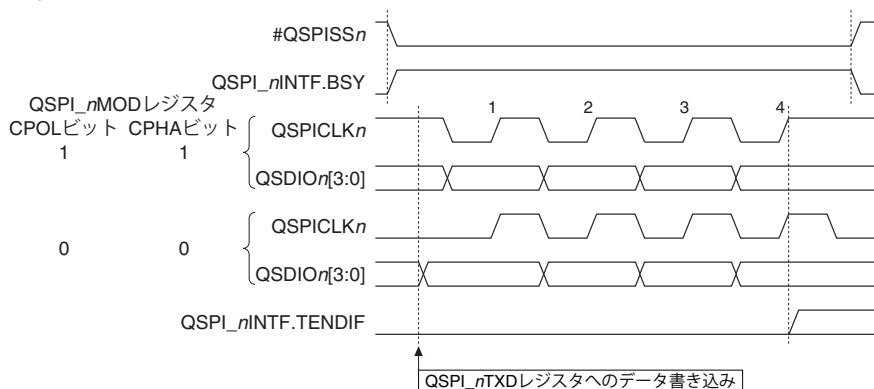 #QSPISSn
QSPI_nINTF.BSY
QSPI_nMODレジスタ
CPOLビット CPHAビット
1 2 3 4
QSPICLKn
1 1
QSDIOn[3:0]
QSPICLKn
0 0
QSDIOn[3:0]
QSPI_nINTF.TENDIF
QSPI_nTXDレジスタへのデータ書き込み